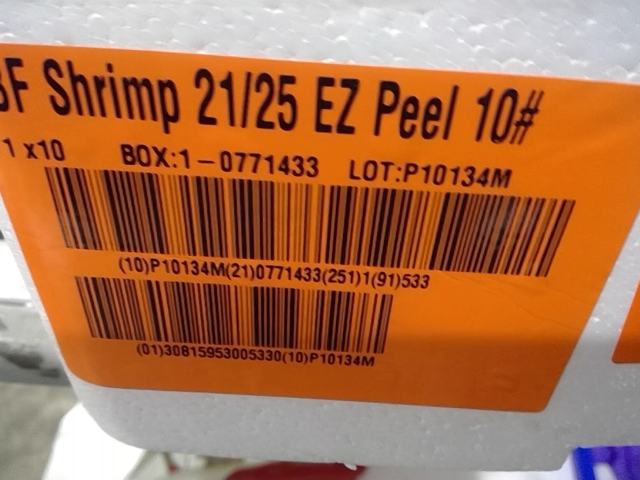 BF Shrimp 21/25 EZ Peel 10#
1 x10 BOX:1-0771433 LOT:P10134M
(10)P10134M(21)0771433(251)1(91)533
(01)30815953005330(10)P10134M